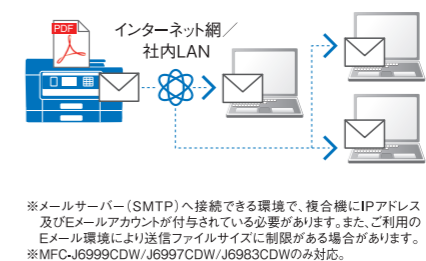 PDF
インターネット網／
社内LAN
※メールサーバー（SMTP）へ接続できる環境で、複合機にIPアドレス
及びEメールアカウントが付与されている必要があります。また、ご利用の
Eメール環境により送信ファイルサイズに制限がある場合があります。
※MFC-J6999CDW/J6997CDW/J6983CDWのみ対応。